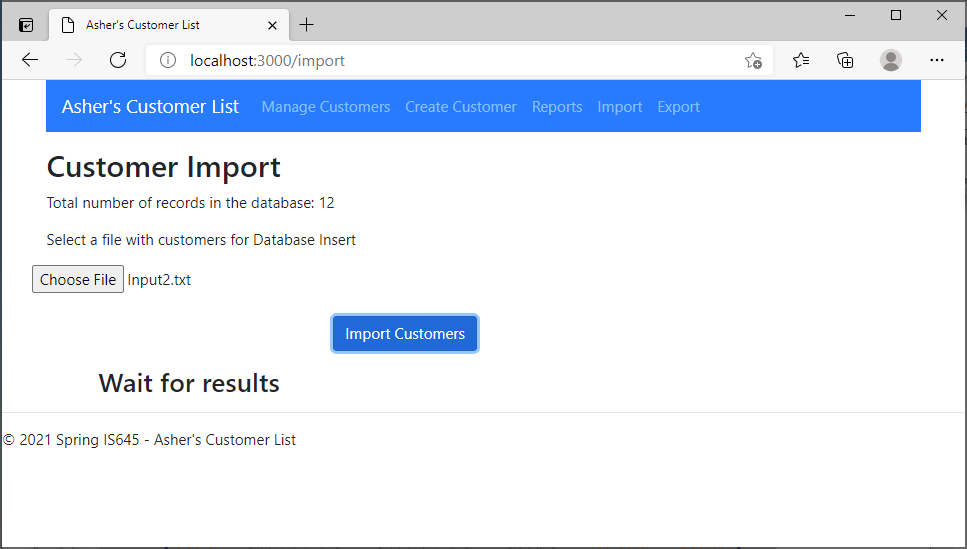 Asher's Customer List
localhost:3000/import
Asher's Customer List Manage Customers Create Customer Reports Import Export
Customer Import
Total number of records in the database: 12
Select a file with customers for Database Insert
Choose File Input2.txt
Import Customers
Wait for results
© 2021 Spring IS645 - Asher's Customer List